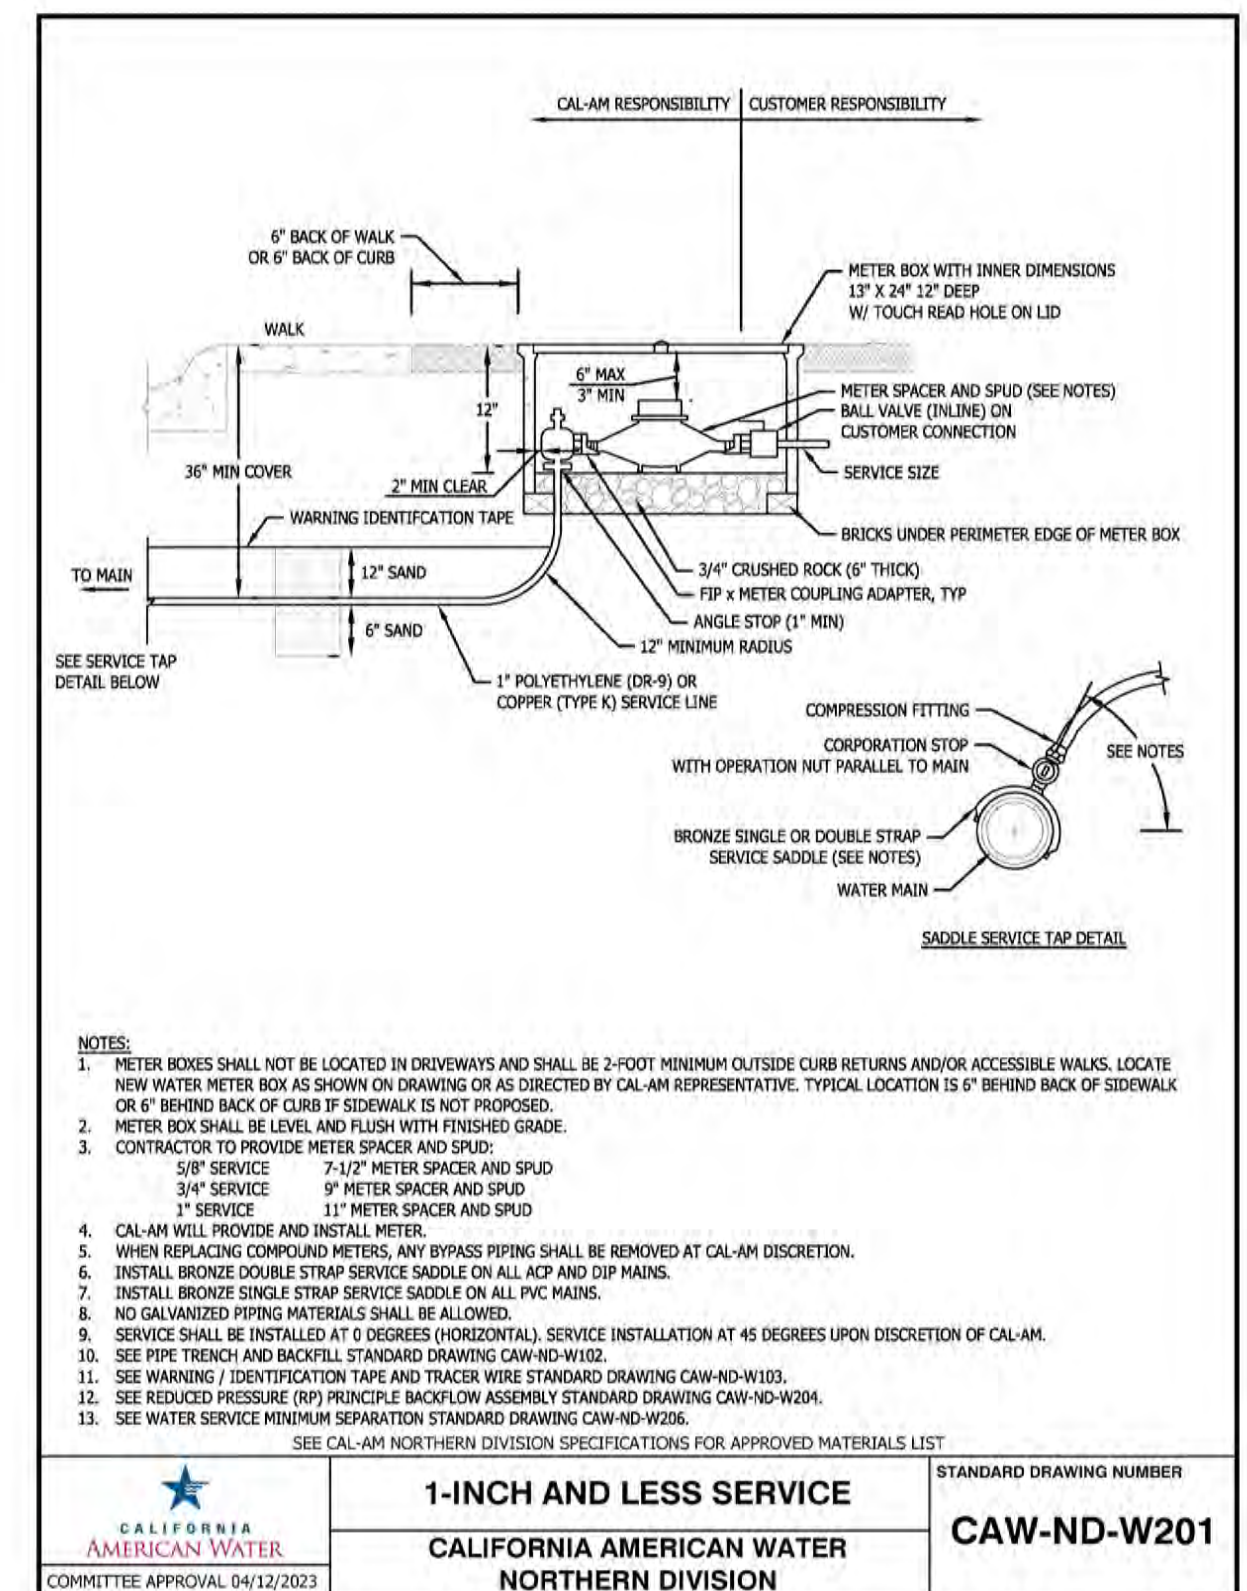 CAL-AM RESPONSIBILITY
CUSTOMER RESPONSIBILITY
6" BACK OF WALK
OR 6" BACK OF CURB
METER BOX WITH INNER DIMENSIONS
13" X 24" 12" DEEP
W/ TOUCH READ HOLE ON LID
WALK
6" MAX
3" MIN
12"
METER SPACER AND SPUD (SEE NOTES)
BALL VALVE (INLINE) ON
CUSTOMER CONNECTION
36" MIN COVER
SERVICE SIZE
2" MIN CLEAR
WARNING IDENTIFCATION TAPE
BRICKS UNDER PERIMETER EDGE OF METER BOX
TO MAIN
12" SAND
3/4" CRUSHED ROCK (6" THICK)
FIP x METER COUPLING ADAPTER, TYP
6" SAND
ANGLE STOP (1" MIN)
12" MINIMUM RADIUS
SEE SERVICE TAP
DETAIL BELOW
1" POLYETHYLENE (DR-9) OR
COPPER (TYPE K) SERVICE LINE
COMPRESSION FITTING
CORPORATION STOP
WITH OPERATION NUT PARALLEL TO MAIN
SEE NOTES
BRONZE SINGLE OR DOUBLE STRAP
SERVICE SADDLE (SEE NOTES)
WATER MAIN
SADDLE SERVICE TAP DETAIL
NOTES:
1. METER BOXES SHALL NOT BE LOCATED IN DRIVEWAYS AND SHALL BE 2-FOOT MINIMUM OUTSIDE CURB RETURNS AND/OR ACCESSIBLE WALKS. LOCATE
NEW WATER METER BOX AS SHOWN ON DRAWING OR AS DIRECTED BY CAL-AM REPRESENTATIVE. TYPICAL LOCATION IS 6" BEHIND BACK OF SIDEWALK
OR 6" BEHIND BACK OF CURB IF SIDEWALK IS NOT PROPOSED.
2. METER BOX SHALL BE LEVEL AND FLUSH WITH FINISHED GRADE.
3. CONTRACTOR TO PROVIDE METER SPACER AND SPUD:
5/8" SERVICE 7-1/2" METER SPACER AND SPUD
3/4" SERVICE 9" METER SPACER AND SPUD
1" SERVICE 11" METER SPACER AND SPUD
4. CAL-AM WILL PROVIDE AND INSTALL METER.
5. WHEN REPLACING COMPOUND METERS, ANY BYPASS PIPING SHALL BE REMOVED AT CAL-AM DISCRETION.
6. INSTALL BRONZE DOUBLE STRAP SERVICE SADDLE ON ALL ACP AND DIP MAINS.
7. INSTALL BRONZE SINGLE STRAP SERVICE SADDLE ON ALL PVC MAINS.
8. NO GALVANIZED PIPING MATERIALS SHALL BE ALLOWED.
9. SERVICE SHALL BE INSTALLED AT 0 DEGREES (HORIZONTAL). SERVICE INSTALLATION AT 45 DEGREES UPON DISCRETION OF CAL-AM.
10. SEE PIPE TRENCH AND BACKFILL STANDARD DRAWING CAW-ND-W102.
11. SEE WARNING / IDENTIFICATION TAPE AND TRACER WIRE STANDARD DRAWING CAW-ND-W103.
12. SEE REDUCED PRESSURE (RP) PRINCIPLE BACKFLOW ASSEMBLY STANDARD DRAWING CAW-ND-W204.
13. SEE WATER SERVICE MINIMUM SEPARATION STANDARD DRAWING CAW-ND-W206.
SEE CAL-AM NORTHERN DIVISION SPECIFICATIONS FOR APPROVED MATERIALS LIST
CALIFORNIA
AMERICAN WATER
COMMITTEE APPROVAL 04/12/2023
1-INCH AND LESS SERVICE
CALIFORNIA AMERICAN WATER
NORTHERN DIVISION
STANDARD DRAWING NUMBER
CAW-ND-W201